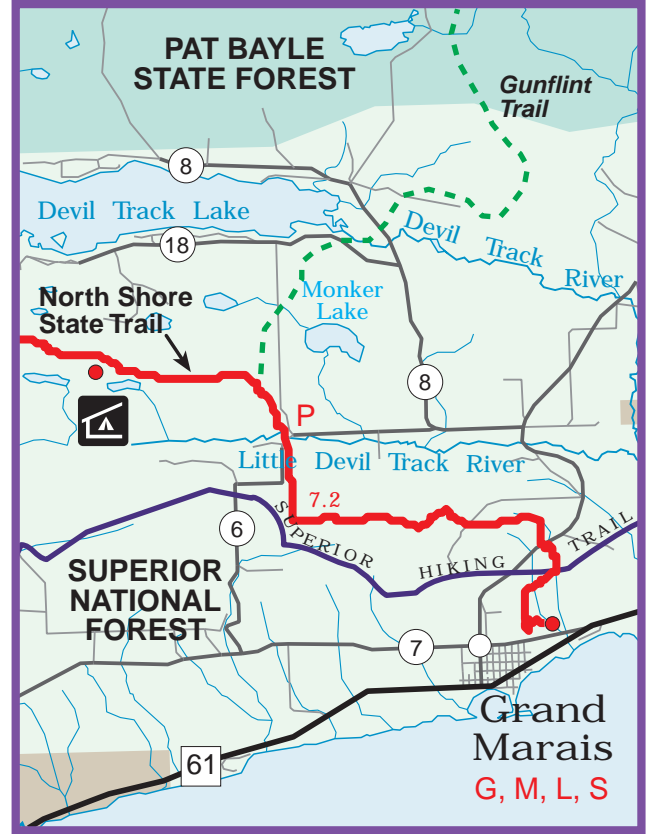 PAT BAYLE
STATE FOREST
Gunflint
Trail
8
Devil Track Lake
18
Devil Track
River
North Shore
State Trail
Monker
Lake
8
P
Little Devil Track River
7.2
6
SUPERIOR
HIKING
TRAIL
SUPERIOR
NATIONAL
FOREST
7
Grand
Marais
61
G, M, L, S